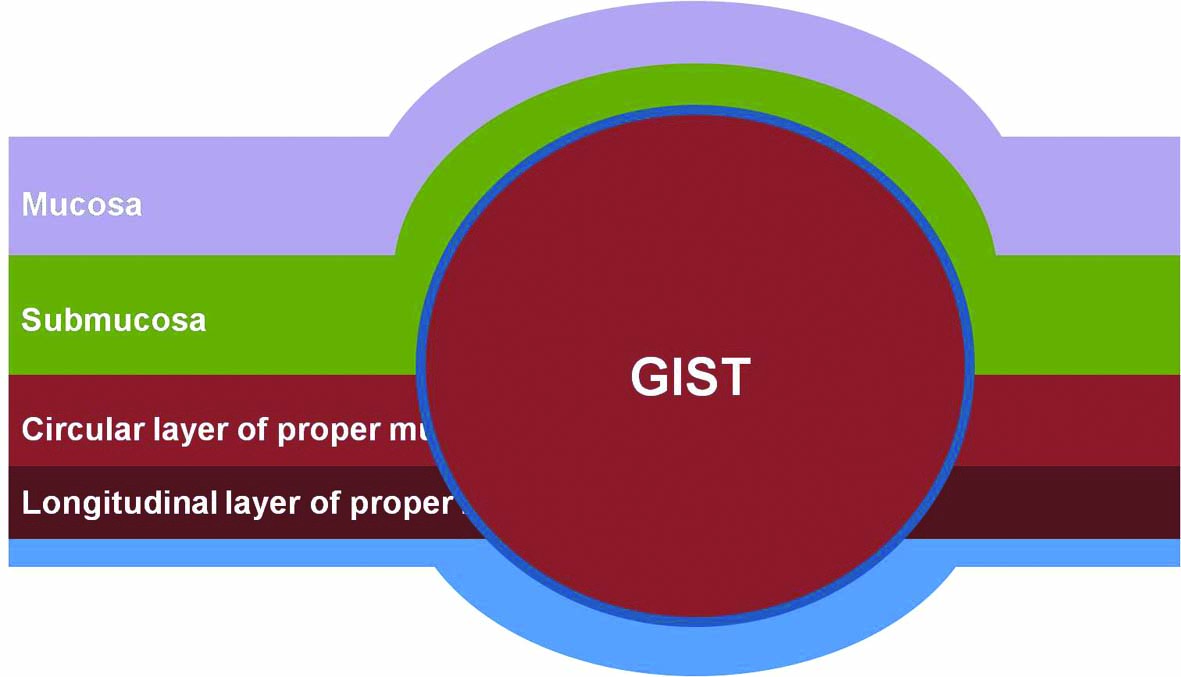 Mucosa
Submucosa
GIST
Circular layer of proper
Longitudinal layer of proper